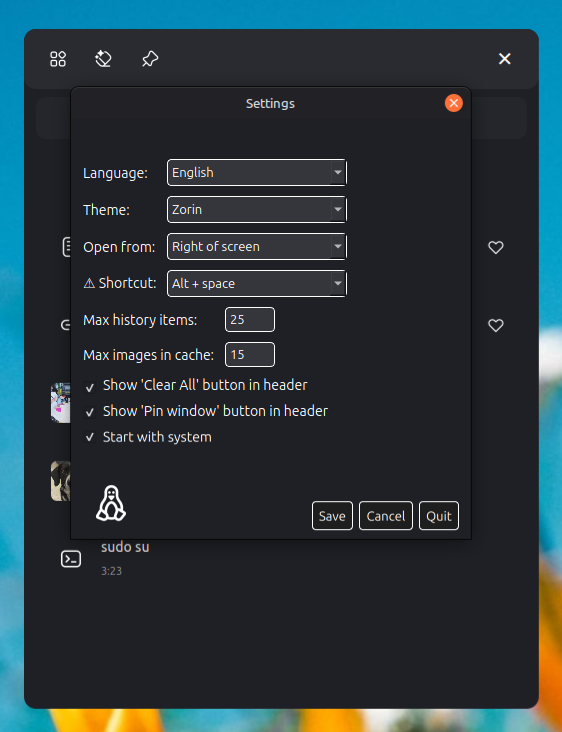 Settings
Language: English
Theme: Zorin
Open from: Right of screen
⚠ Shortcut: Alt + space
Max history items: 25
Max images in cache: 15
Show 'Clear All' button in header
Show 'Pin window' button in header
Start with system
Save Cancel Quit
sudo su
3:23